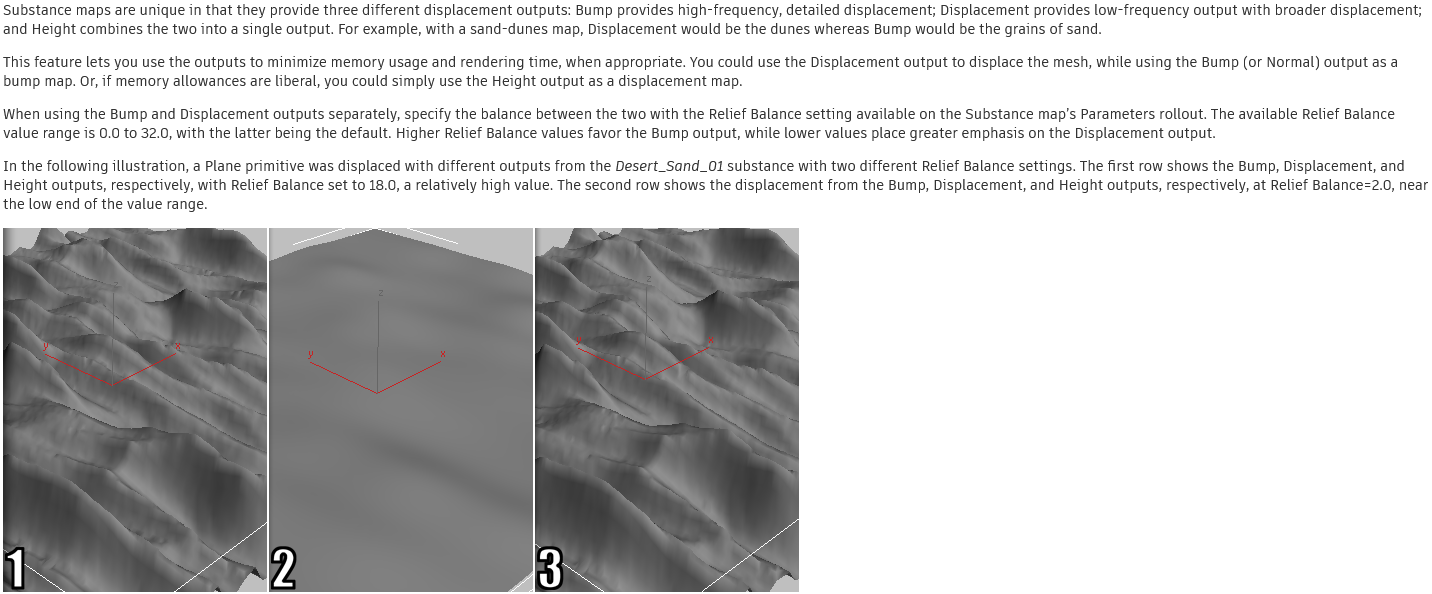 Substance maps are unique in that they provide three different displacement outputs: Bump provides high-frequency, detailed displacement; Displacement provides low-frequency output with broader displacement;
and Height combines the two into a single output. For example, with a sand-dunes map, Displacement would be the dunes whereas Bump would be the grains of sand.
This feature lets you use the outputs to minimize memory usage and rendering time, when appropriate. You could use the Displacement output to displace the mesh, while using the Bump (or Normal) output as a
bump map. Or, if memory allowances are liberal, you could simply use the Height output as a displacement map.
When using the Bump and Displacement outputs separately, specify the balance between the two with the Relief Balance setting available on the Substance map's Parameters rollout. The available Relief Balance
value range is 0.0 to 32.0, with the latter being the default. Higher Relief Balance values favor the Bump output, while lower values place greater emphasis on the Displacement output.
In the following illustration, a Plane primitive was displaced with different outputs from the Desert_Sand_01 substance with two different Relief Balance settings. The first row shows the Bump, Displacement, and
Height outputs, respectively, with Relief Balance set to 18.0, a relatively high value. The second row shows the displacement from the Bump, Displacement, and Height outputs, respectively, at Relief Balance=2.0, near
the low end of the value range.
z
z
y x
y x
x
1 2 3